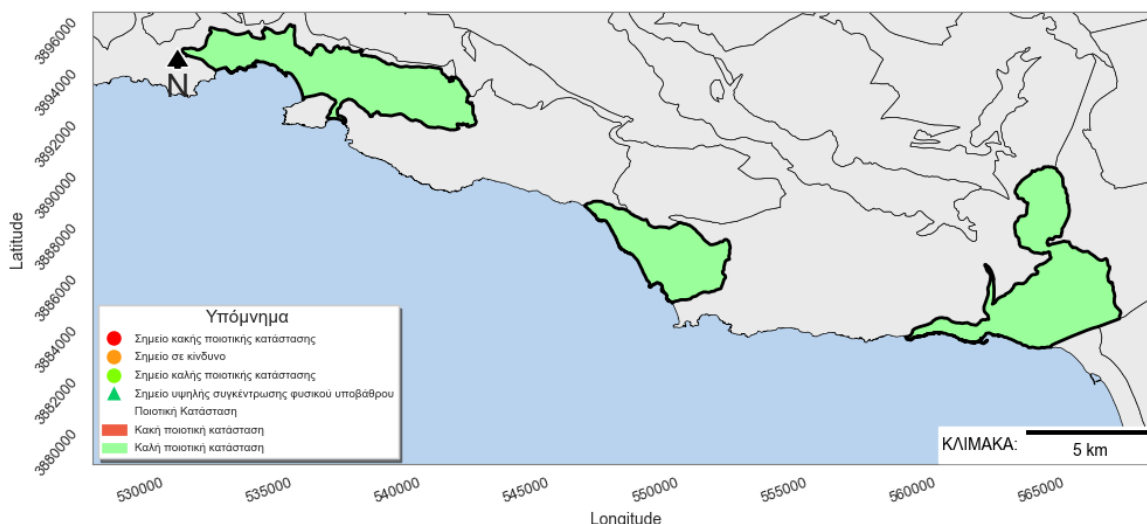 3896000
3894000
3892000
3890000
3888000
3886000
3884000
3882000
3880000
Latitude
N
Υπόμνημα
Σημείο κακής ποιοτικής κατάστασης
Σημείο σε κίνδυνο
Σημείο καλής ποιοτικής κατάστασης
Σημείο υψηλής συγκέντρωσης φυσικού υποβάθρου
Ποιοτική Κατάσταση
Κακή ποιοτική κατάσταση
Καλή ποιοτική κατάσταση
ΚΛΙΜΑΚΑ:
5 km
530000
535000
540000
545000
550000
555000
560000
565000
Longitude